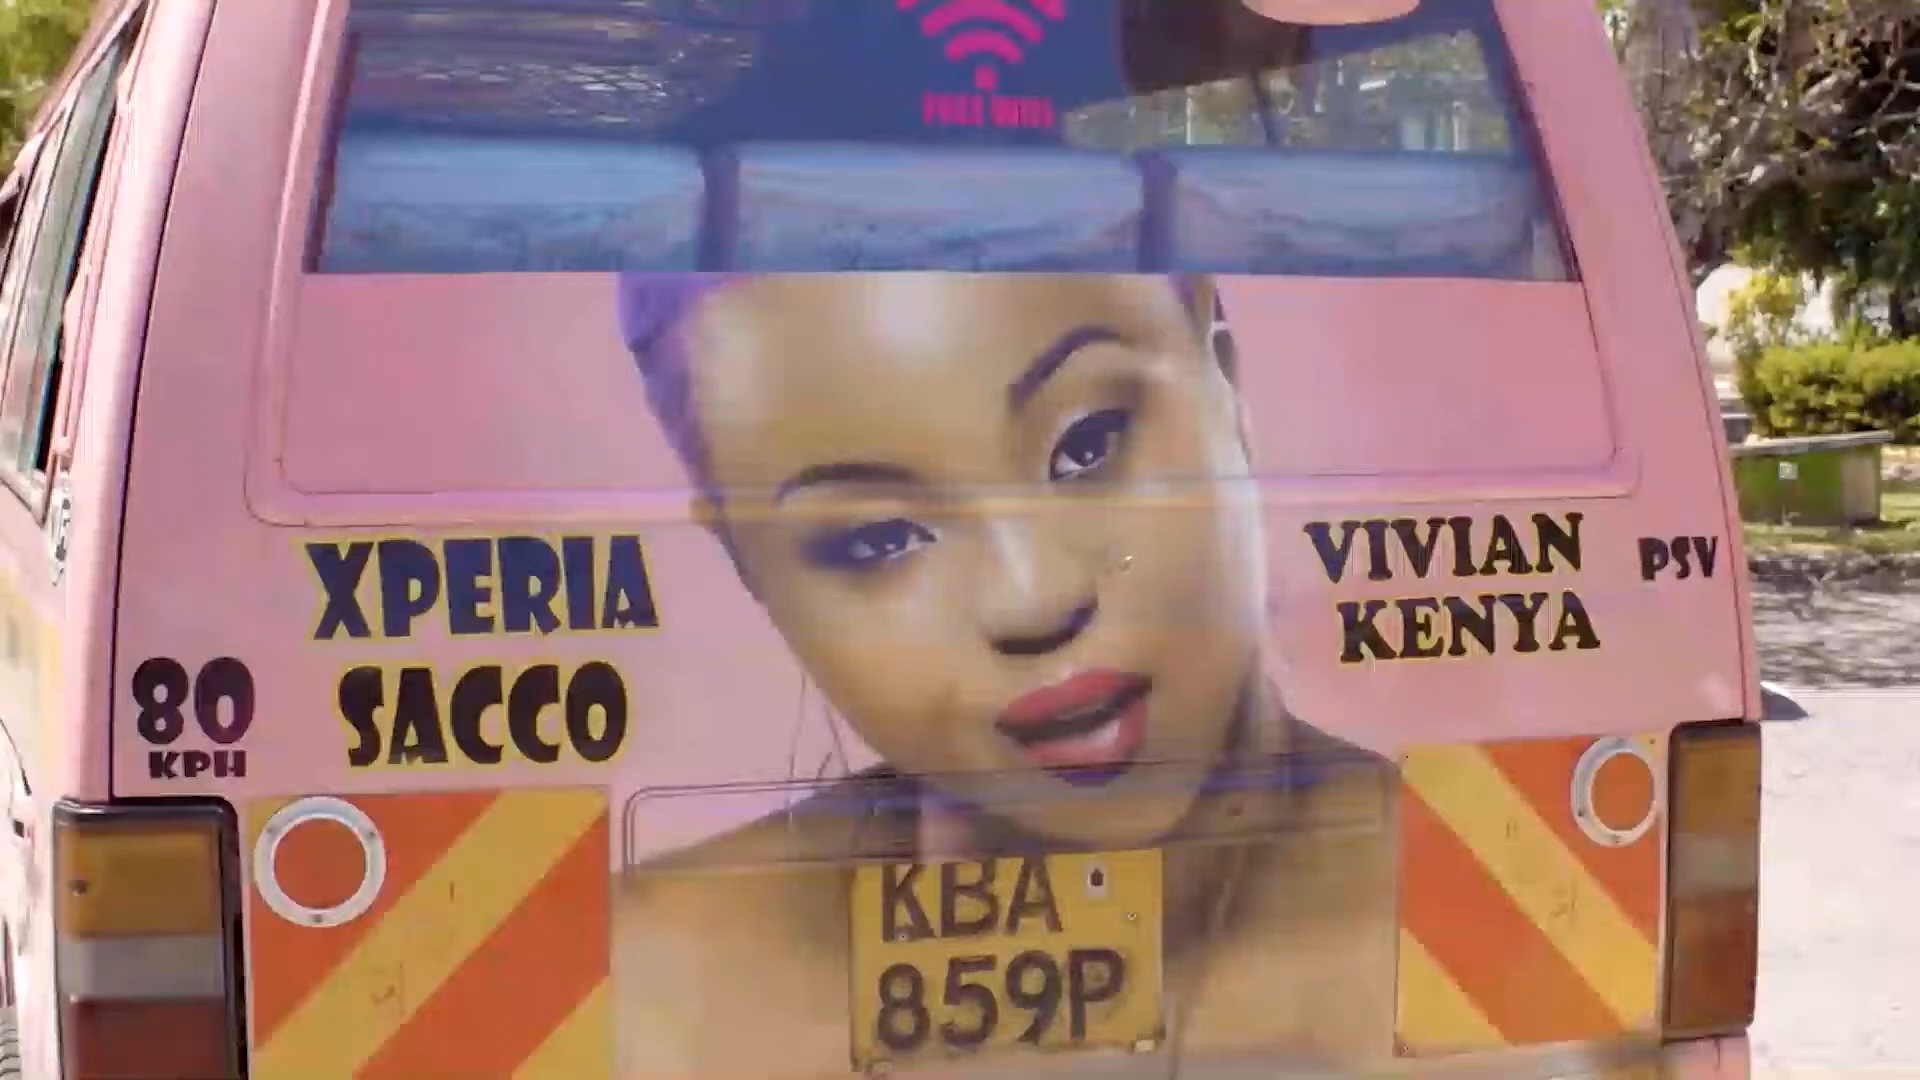 FREE WIFI
XPERIA
SACCO
80
KPH
VIVIAN
KENYA
PSV
KBA
859P